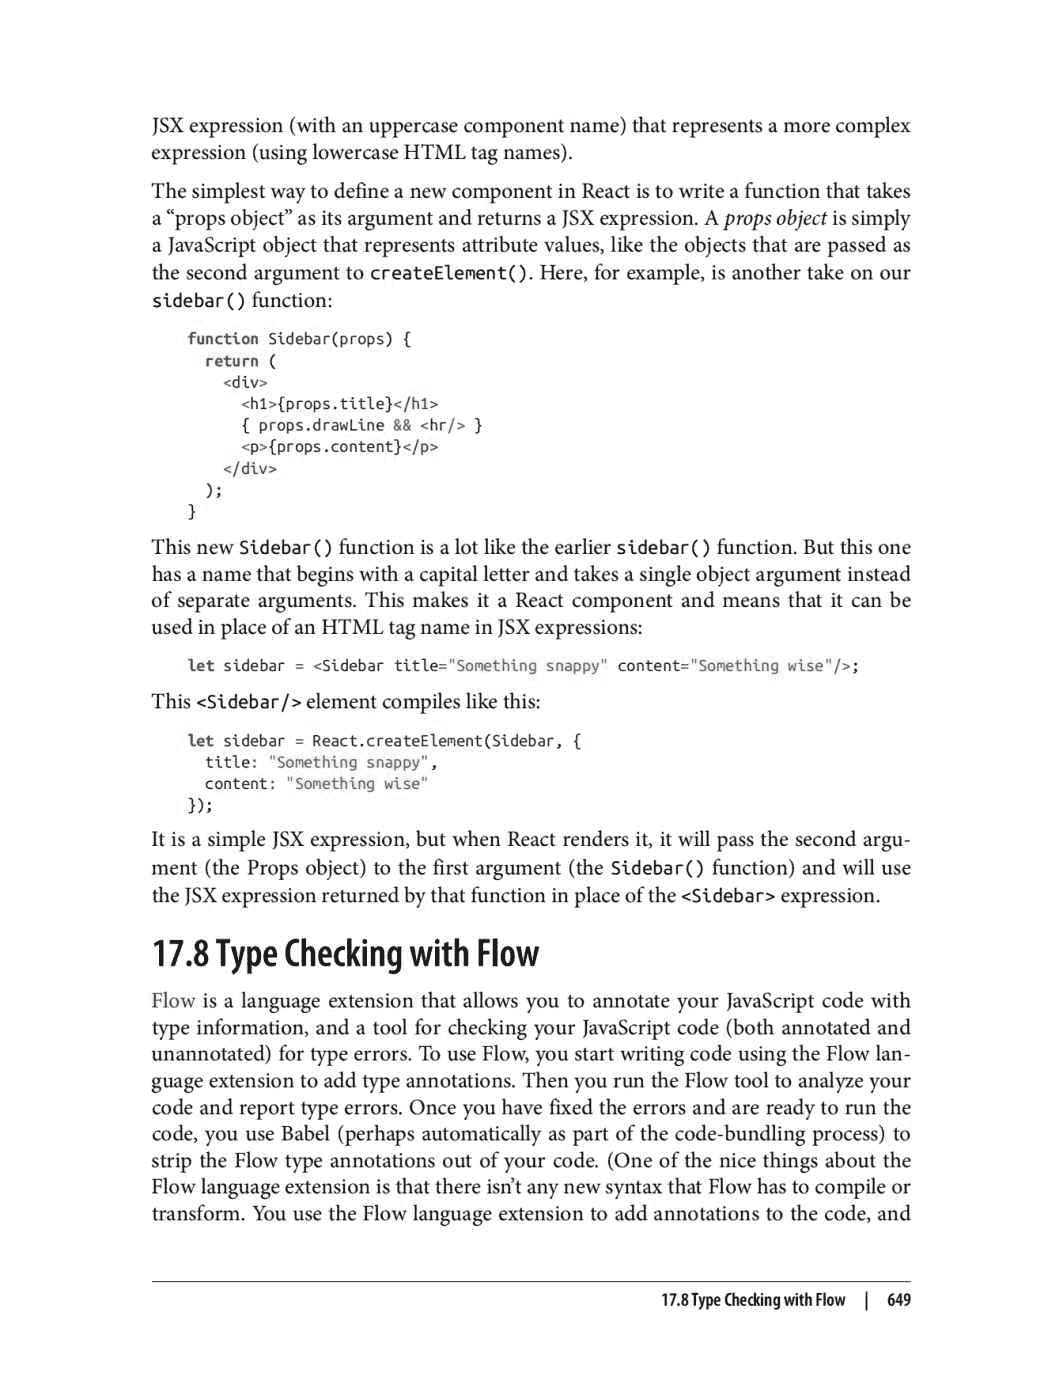 JSX expression (with an uppercase component name) that represents a more complex
expression (using lowercase HTML tag names).
The simplest way to define a new component in React is to write a function that takes
a “props object” as its argument and returns a JSX expression. A props object is simply
a JavaScript object that represents attribute values, like the objects that are passed as
the second argument to createElement(). Here, for example, is another take on our
sidebar() function:
function Sidebar(props) {
  return (
    <div>
      <h1>{props.title}</h1>
      { props.drawLine && <hr/> }
      <p>{props.content}</p>
    </div>
  );
}
This new Sidebar() function is a lot like the earlier sidebar() function. But this one
has a name that begins with a capital letter and takes a single object argument instead
of separate arguments. This makes it a React component and means that it can be
used in place of an HTML tag name in JSX expressions:
let sidebar = <Sidebar title="Something snappy" content="Something wise"/>;
This <Sidebar/> element compiles like this:
let sidebar = React.createElement(Sidebar, {
  title: "Something snappy",
  content: "Something wise"
});
It is a simple JSX expression, but when React renders it, it will pass the second argu-
ment (the Props object) to the first argument (the Sidebar() function) and will use
the JSX expression returned by that function in place of the <Sidebar> expression.
17.8 Type Checking with Flow
Flow is a language extension that allows you to annotate your JavaScript code with
type information, and a tool for checking your JavaScript code (both annotated and
unannotated) for type errors. To use Flow, you start writing code using the Flow lan-
guage extension to add type annotations. Then you run the Flow tool to analyze your
code and report type errors. Once you have fixed the errors and are ready to run the
code, you use Babel (perhaps automatically as part of the code-bundling process) to
strip the Flow type annotations out of your code. (One of the nice things about the
Flow language extension is that there isn’t any new syntax that Flow has to compile or
transform. You use the Flow language extension to add annotations to the code, and
17.8 Type Checking with Flow | 649